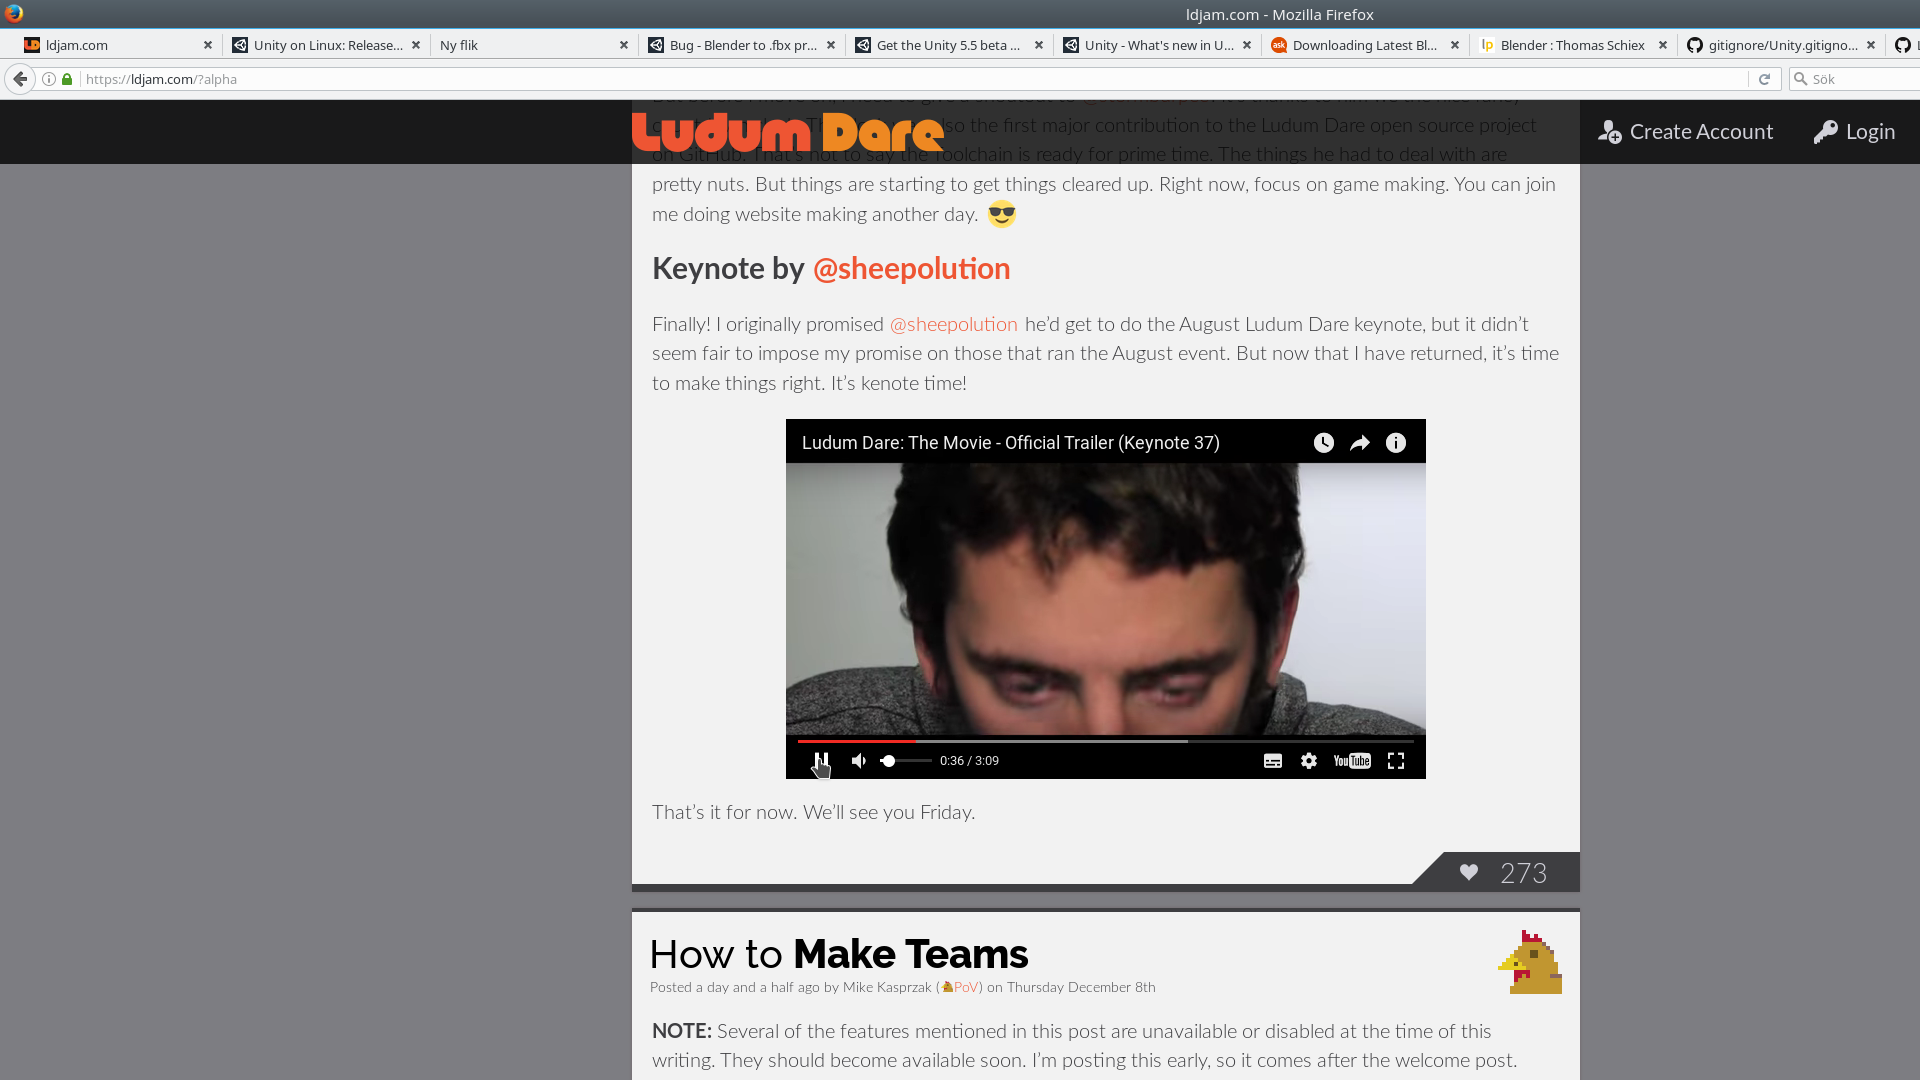 ldjam.com - Mozilla Firefox
ldjam.com
Unity on Linux: Release...
Ny flik
Bug - Blender to .fbx pr...
Get the Unity 5.5 beta ...
Unity - What's new in U...
ask
Downloading Latest Bl...
lp
Blender : Thomas Schiex
gitignore/Unity.gitigno...
https://ldjam.com/?alpha
Sök
Ludum Dare
Create Account
Login
also the first major contribution to the Ludum Dare open source project
on GitHub. That's not to say the Toolchain is ready for prime time. The things he had to deal with are
pretty nuts. But things are starting to get things cleared up. Right now, focus on game making. You can join
me doing website making another day.
Keynote by @sheepolution
Finally! I originally promised @sheepolution he’d get to do the August Ludum Dare keynote, but it didn’t
seem fair to impose my promise on those that ran the August event. But now that I have returned, it’s time
to make things right. It’s kenote time!
Ludum Dare: The Movie - Official Trailer (Keynote 37)
0:36 / 3:09
YouTube
That’s it for now. We’ll see you Friday.
273
How to Make Teams
Posted a day and a half ago by Mike Kasprzak (PoV) on Thursday December 8th
NOTE: Several of the features mentioned in this post are unavailable or disabled at the time of this
writing. They should become available soon. I’m posting this early, so it comes after the welcome post.